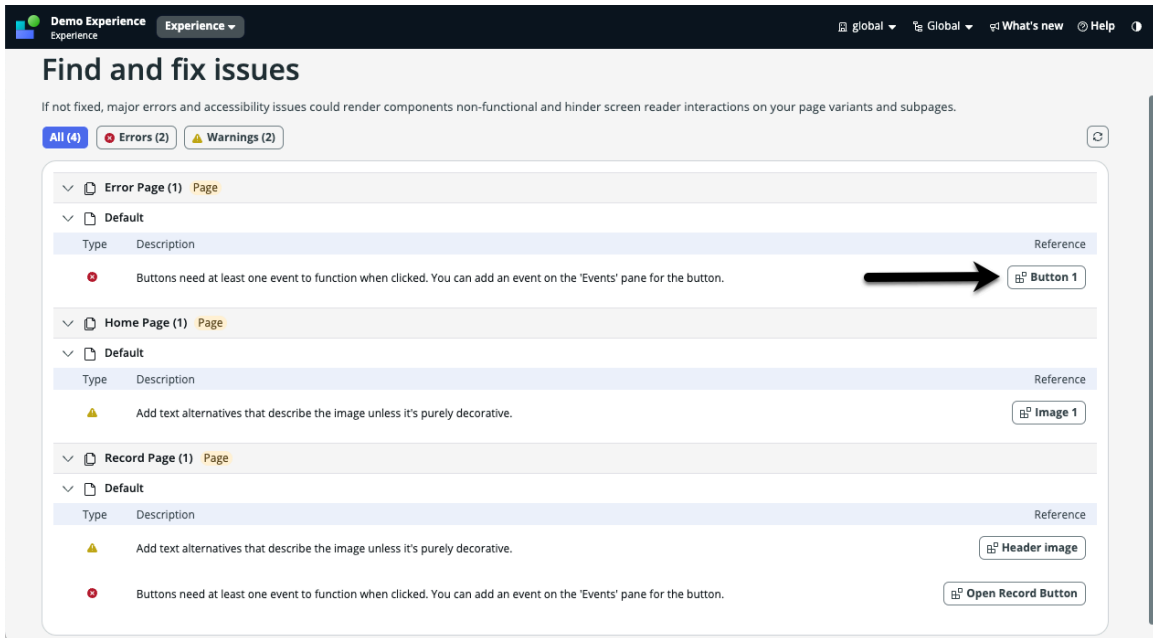 Demo Experience
Experience
Experience
global
Global
What's new
Help
Find and fix issues
If not fixed, major errors and accessibility issues could render components non-functional and hinder screen reader interactions on your page variants and subpages.
All (4)
Errors (2)
Warnings (2)
Error Page (1) Page
Default
Type Description Reference
Buttons need at least one event to function when clicked. You can add an event on the 'Events' pane for the button. Button 1
Home Page (1) Page
Default
Type Description Reference
Add text alternatives that describe the image unless it's purely decorative. Image 1
Record Page (1) Page
Default
Type Description Reference
Add text alternatives that describe the image unless it's purely decorative. Header image
Buttons need at least one event to function when clicked. You can add an event on the 'Events' pane for the button. Open Record Button